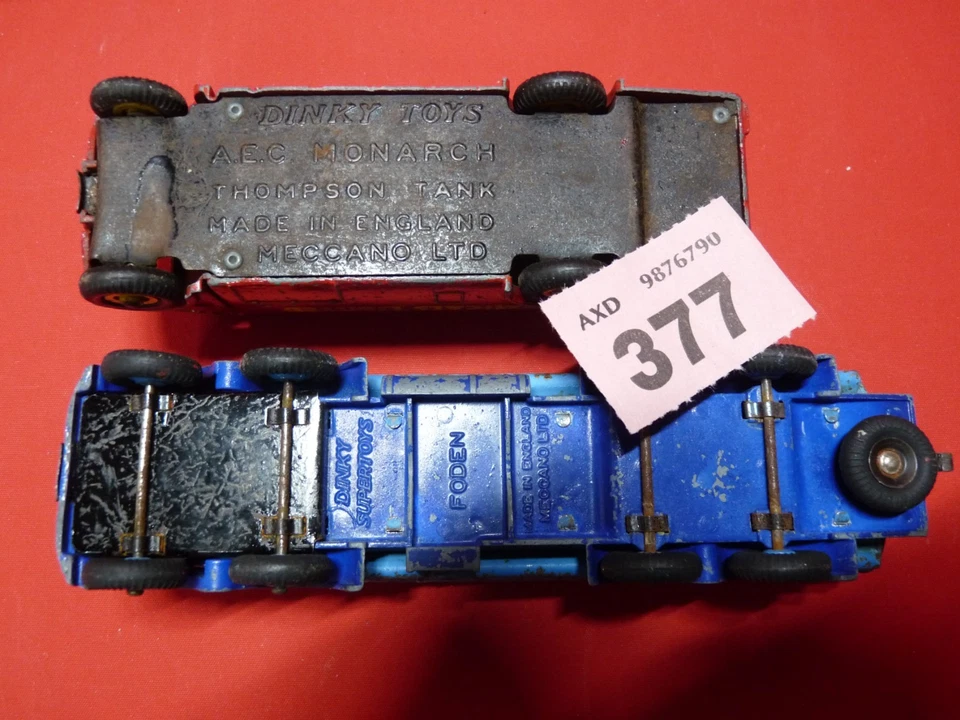 DINKY TOYS
A.E.C MONARCH
THOMPSON TANK
MADE IN ENGLAND
MECCANO LTD
AXD 9876790
377
DINKY
SUPERTOYS
FODEN
MADE IN ENGLAND
MECCANO LTD